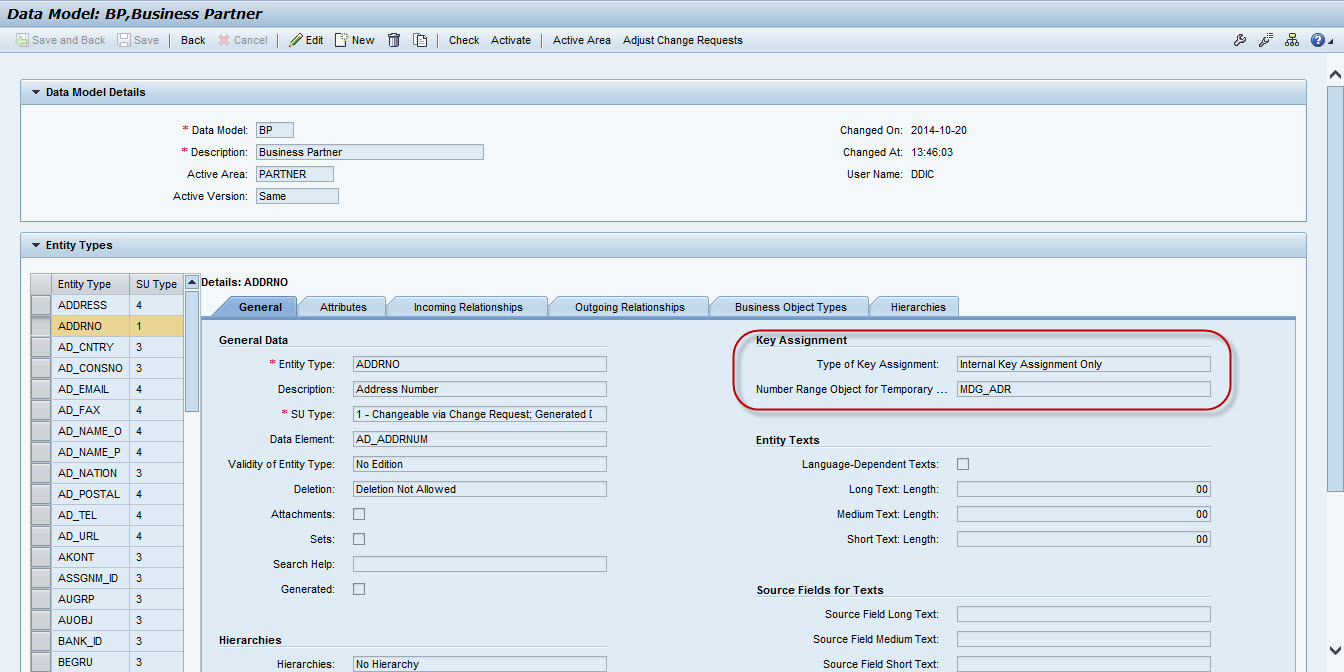 Data Model: BP,Business Partner
Save and Back Save Back Cancel Edit New Check Activate Active Area Adjust Change Requests
Data Model Details
* Data Model: BP Changed On: 2014-10-20
* Description: Business Partner Changed At: 13:46:03
Active Area: PARTNER User Name: DDIC
Active Version: Same
Entity Types
Entity Type SU Type
ADDRESS 4
ADDRNO 1
AD_CNTRY 3
AD_CONSNO 3
AD_EMAIL 4
AD_FAX 4
AD_NAME_O 4
AD_NAME_P 4
AD_NATION 3
AD_POSTAL 4
AD_TEL 4
AD_URL 4
AKONT 3
ASSGNM_ID 3
AUGRP 3
AUOBJ 3
BANK_ID 3
BEGRU 3
Details: ADDRNO
General Attributes Incoming Relationships Outgoing Relationships Business Object Types Hierarchies
General Data
* Entity Type: ADDRNO
Description: Address Number
* SU Type: 1 - Changeable via Change Request; Generated D
Data Element: AD_ADDRNUM
Validity of Entity Type: No Edition
Deletion: Deletion Not Allowed
Attachments:
Sets:
Search Help:
Generated:
Hierarchies
Hierarchies: No Hierarchy
Key Assignment
Type of Key Assignment: Internal Key Assignment Only
Number Range Object for Temporary ... MDG_ADR
Entity Texts
Language-Dependent Texts:
Long Text: Length: 00
Medium Text: Length: 00
Short Text: Length: 00
Source Fields for Texts
Source Field Long Text:
Source Field Medium Text:
Source Field Short Text: